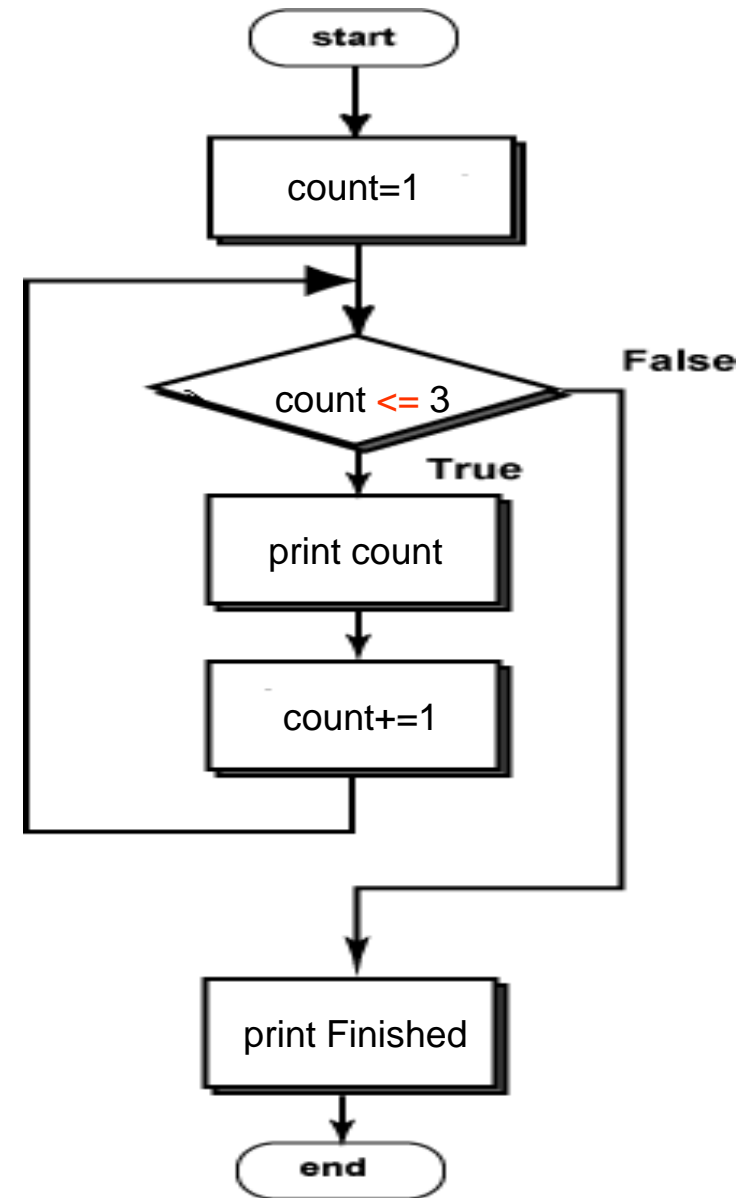 start
count=1
count <= 3
False
True
print count
count+=1
print Finished
end